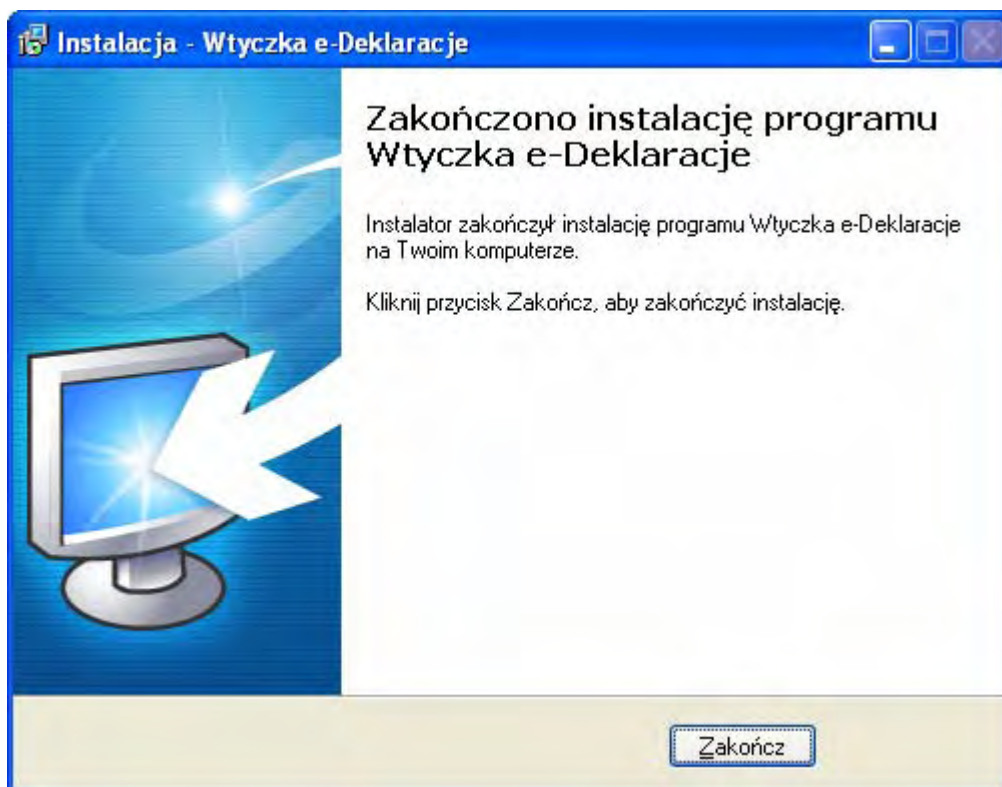 Instalacja - Wtyczka e-Deklaracje
Zakończono instalację programu
Wtyczka e-Deklaracje
Instalator zakończył instalację programu Wtyczka e-Deklaracje
na Twoim komputerze.
Kliknij przycisk Zakończ, aby zakończyć instalację.
Zakończ